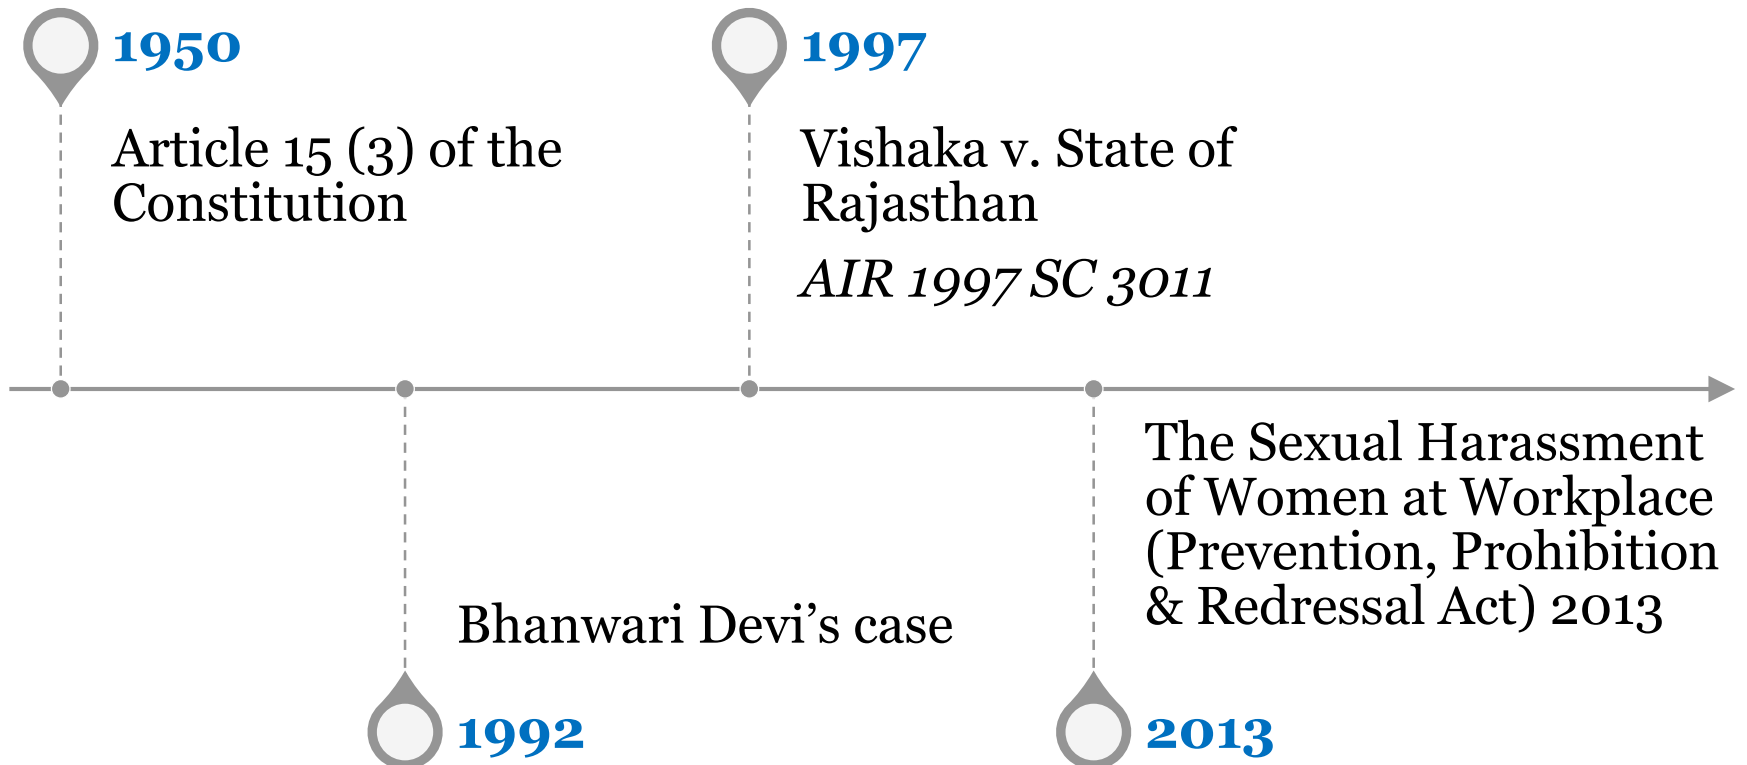 1950
Article 15 (3) of the
Constitution
1997
Vishaka v. State of
Rajasthan
AIR 1997 SC 3011
Bhanwari Devi’s case
1992
The Sexual Harassment
of Women at Workplace
(Prevention, Prohibition
& Redressal Act) 2013
2013